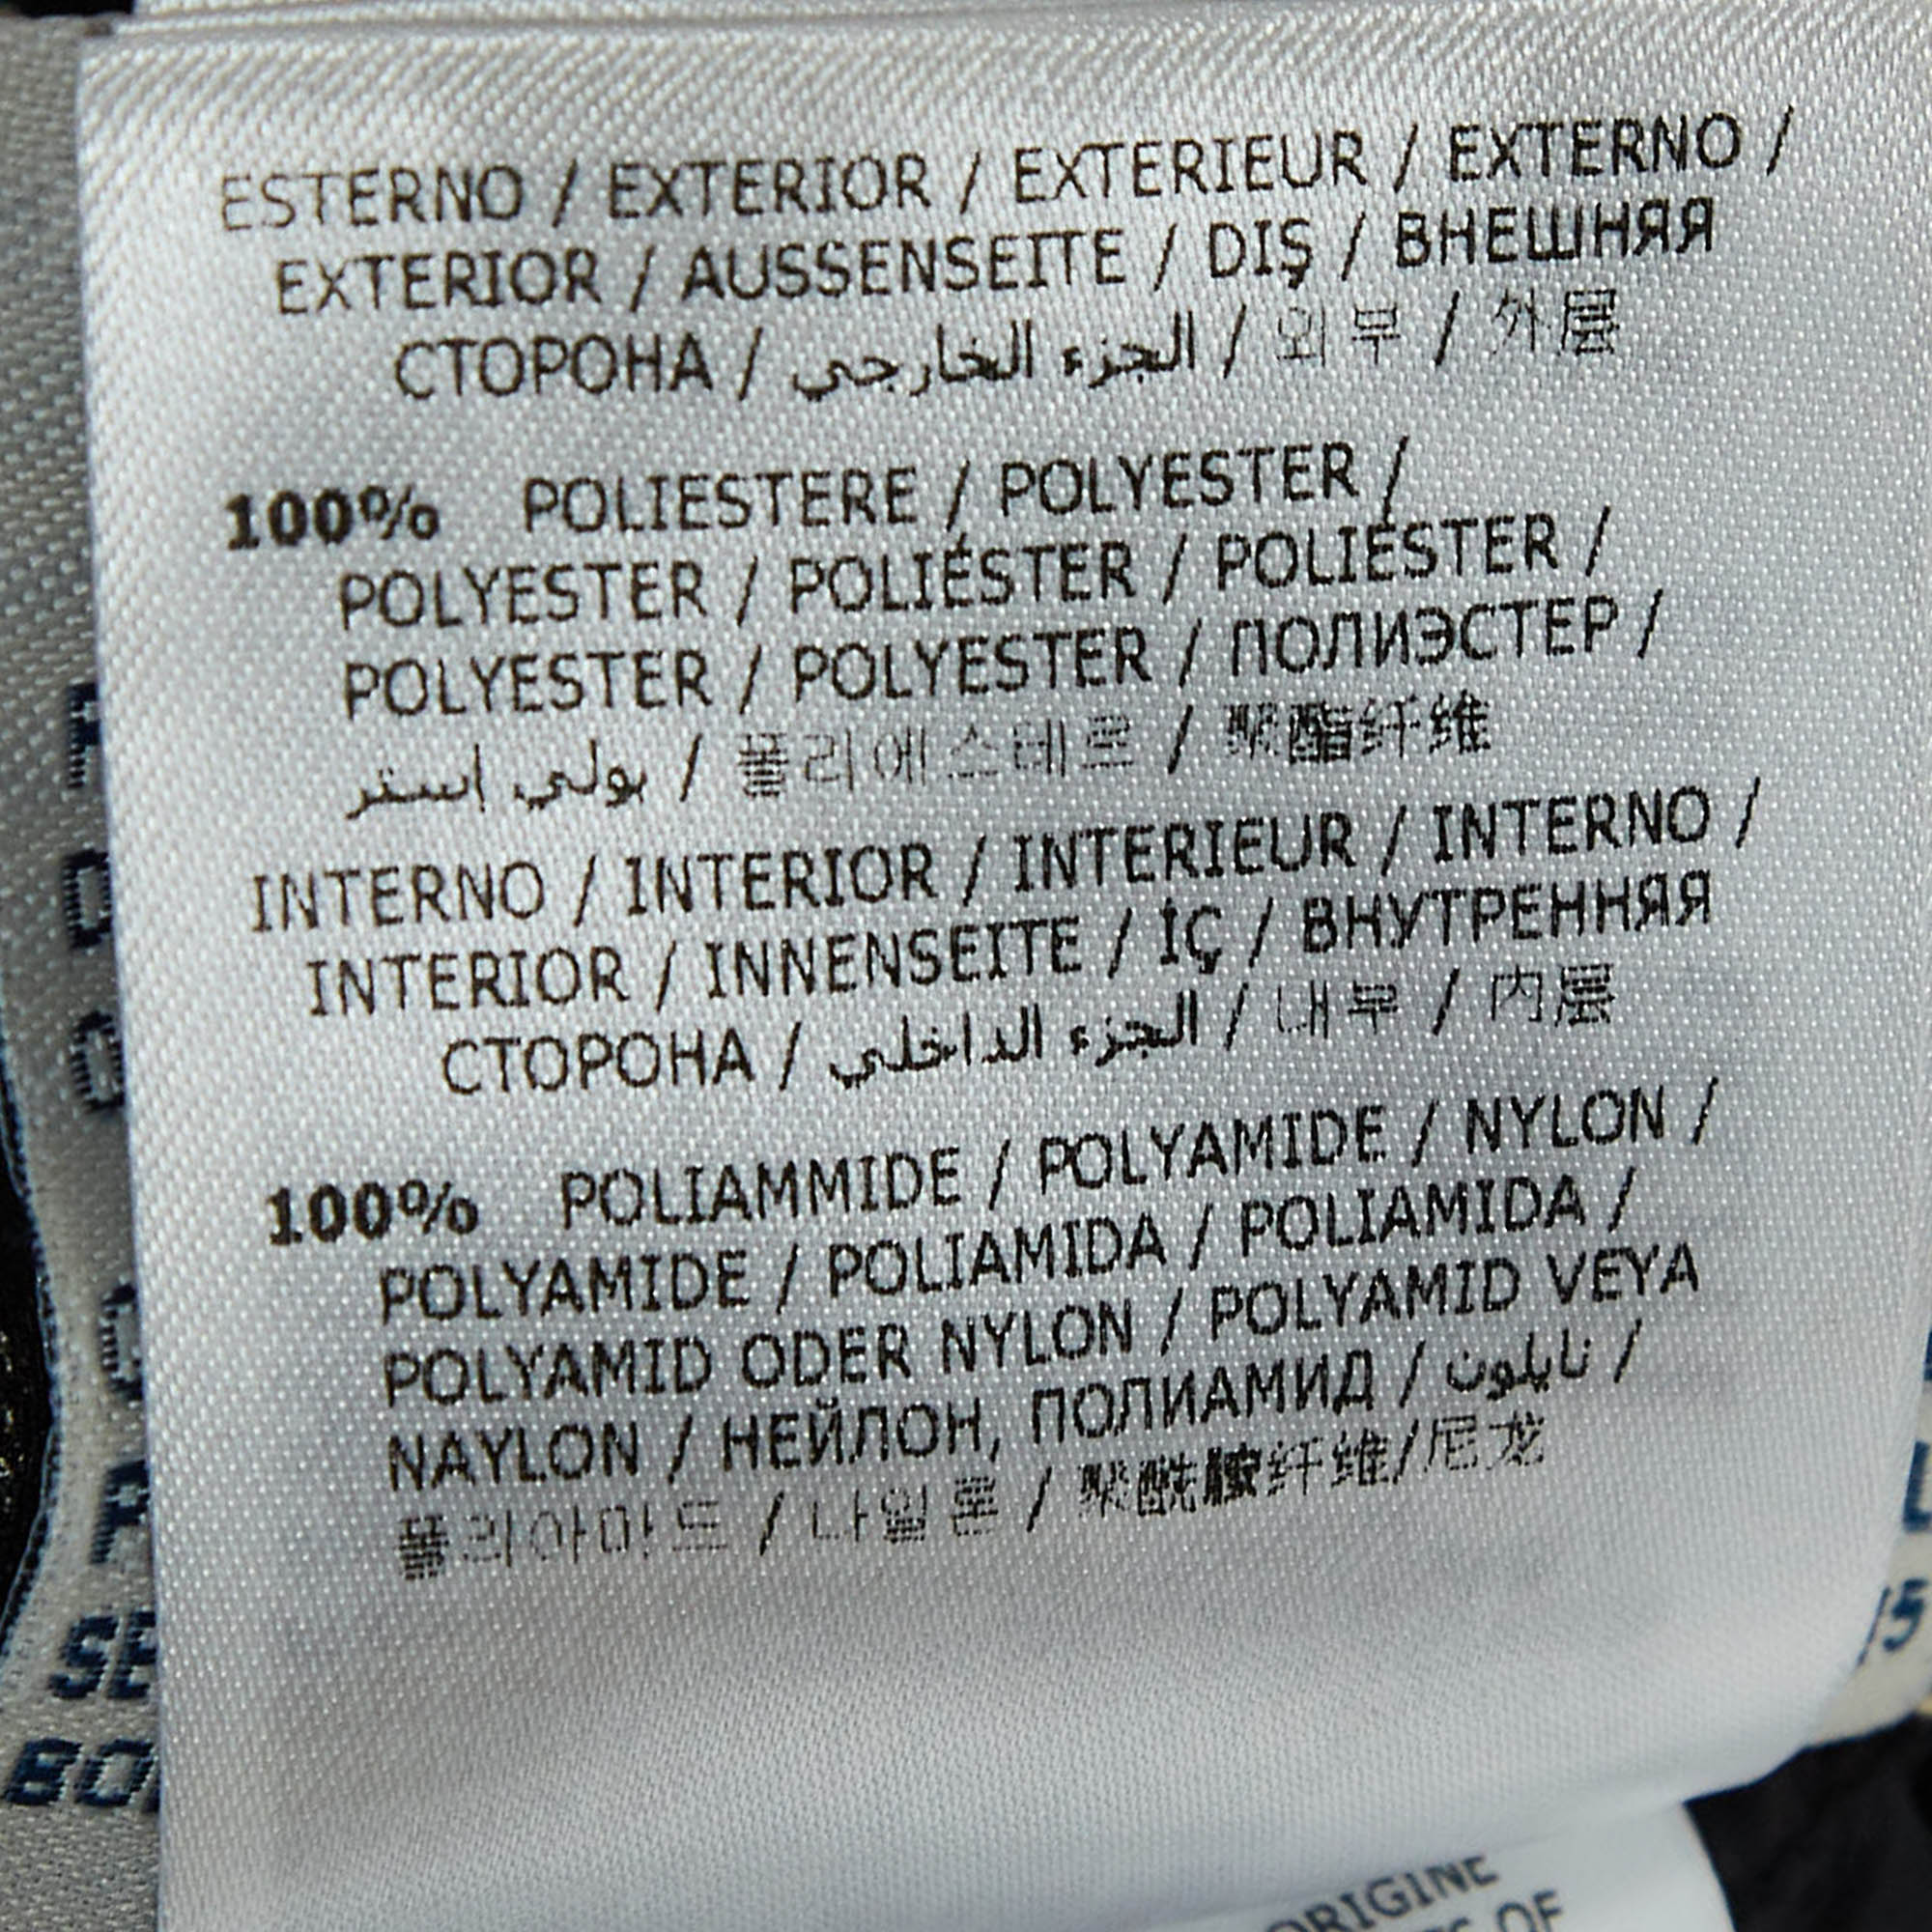 ESTERNO / EXTERIOR / EXTERIEUR / EXTERNO /
EXTERIOR / AUSSENSEITE / DIŞ / ВНЕШНЯЯ
СТОРОНА / الجزء الخارجي / 외부 / 外层
100% POLIESTERE / POLYESTER /
POLYESTER / POLIÉSTER / POLIÉSTER /
POLYESTER / POLYESTER / ПОЛИЭСТЕР /
بولي إستر / 폴리에스테르 / 聚酯纤维
INTERNO / INTERIOR / INTERIEUR / INTERNO /
INTERIOR / INNENSEITE / İÇ / ВНУТРЕННЯЯ
СТОРОНА / الجزء الداخلي / 내부 / 内层
100% POLIAMMIDE / POLYAMIDE / NYLON /
POLYAMIDE / POLIAMIDA / POLIAMIDA /
POLYAMID ODER NYLON / POLYAMID VEYA
NAYLON / НЕЙЛОН, ПОЛИАМИД / نايلون /
폴리아마드 / 나일론 / 聚酰胺纤维/尼龙
ORIGINE
OF